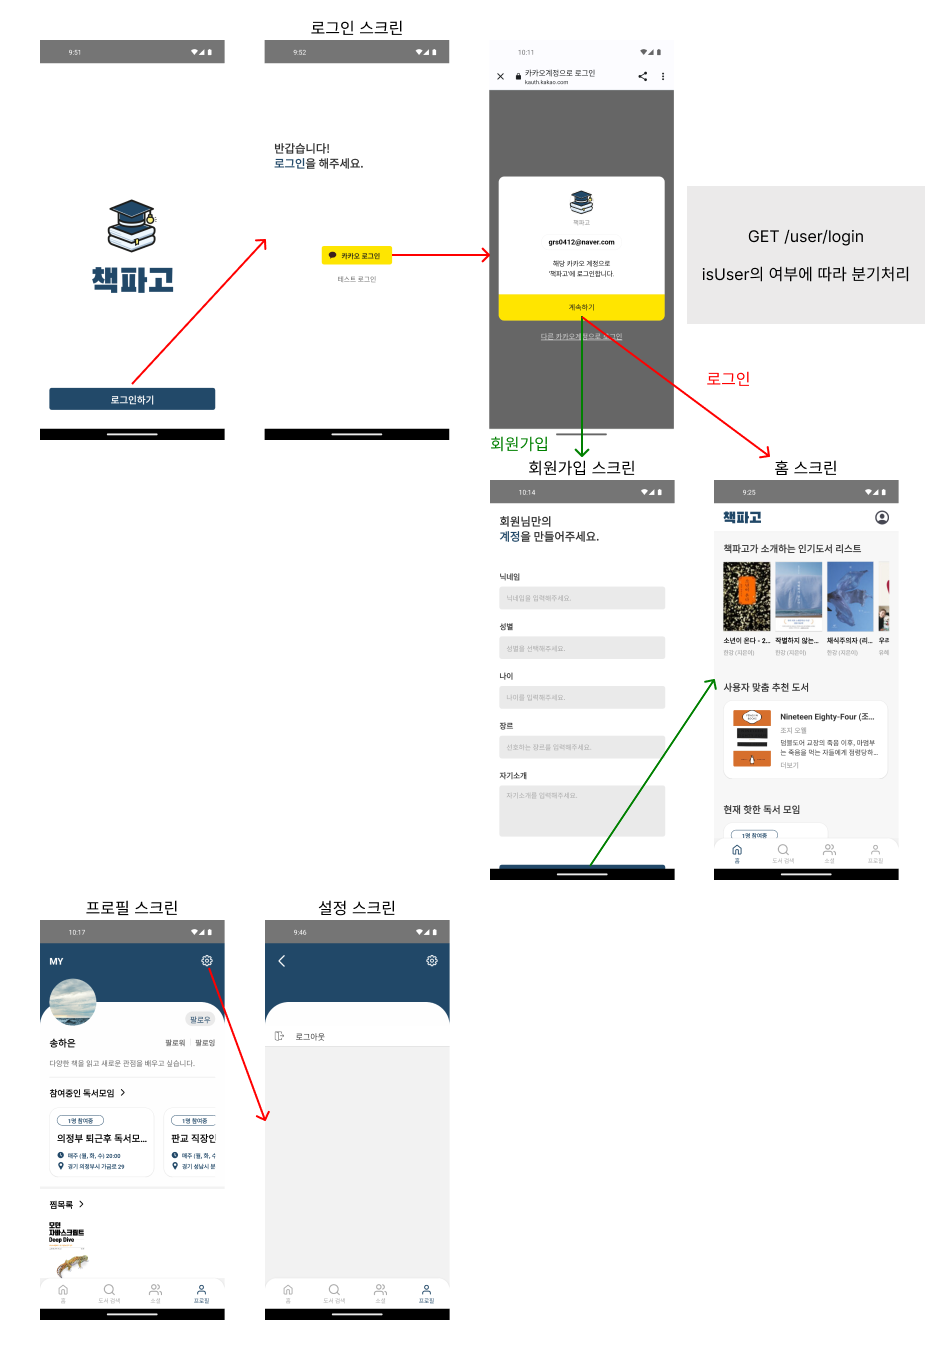 로그인 스크린
9:51
책파고
로그인하기
9:52
반갑습니다!
로그인을 해주세요.
카카오 로그인
테스트 로그인
10:11
카카오계정으로 로그인
kauth.kakao.com
책파고
grs0412@naver.com
해당 카카오 계정으로
'책파고'에 로그인합니다.
계속하기
다른 카카오계정으로 로그인
GET /user/login
isUser의 여부에 따라 분기처리
로그인
회원가입
회원가입 스크린
10:14
회원님만의
계정을 만들어주세요.
닉네임
닉네임을 입력해주세요.
성별
성별을 선택해주세요.
나이
나이를 입력해주세요.
장르
선호하는 장르를 입력해주세요.
자기소개
자기소개를 입력해주세요.
홈 스크린
9:25
책파고
책파고가 소개하는 인기도서 리스트
소년이 온다 - 2...
한강 (지은이)
작별하지 않는...
한강 (지은이)
채식주의자 (리...
한강 (지은이)
우리
유메
사용자 맞춤 추천 도서
Nineteen Eighty-Four (조...
조지 오웰
덤블도어 교장의 죽음 이후, 마법부
는 죽음을 먹는 자들에게 점령당하...
더보기
현재 핫한 독서 모임
1명 참여중
홈
도서 검색
소셜
프로필
프로필 스크린
10:17
MY
팔로우
송하은
팔로워
팔로잉
다양한 책을 읽고 새로운 관점을 배우고 싶습니다.
참여중인 독서모임
1명 참여중
의정부 퇴근후 독서모...
매주 (월, 화, 수) 20:00
경기 의정부시 가금로 29
1명 참여중
판교 직장인
매주 (월, 화, 수
경기 성남시 분
찜목록
모던
자바스크립트
Deep Dive
홈
도서 검색
소셜
프로필
설정 스크린
9:46
로그아웃
홈
도서 검색
소셜
프로필